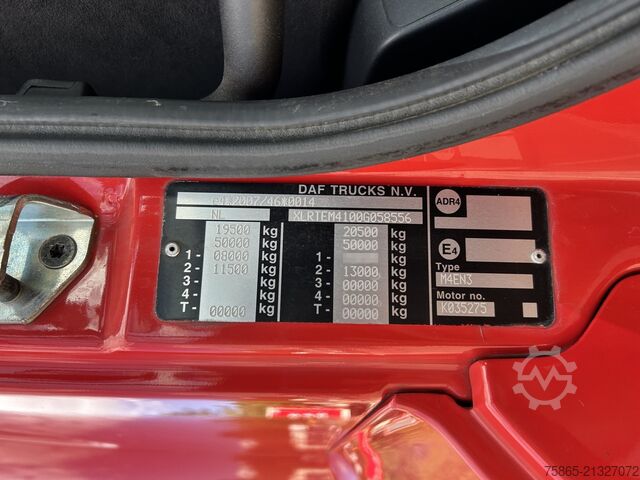 DAF TRUCKS N.V.
e4*2007/46*0014
NL XLRTEM4100G058556
19500 kg 20500 kg
50000 kg 50000 kg
1- 08000 kg 1- kg
2- 11500 kg 2- 13000 kg
3- kg 3- 00000 kg
4- kg 4- 00000 kg
T- 00000 kg T- 00000 kg
ADR4
E4
Type
M4EN3
Motor no.
K035275
75865-21327072